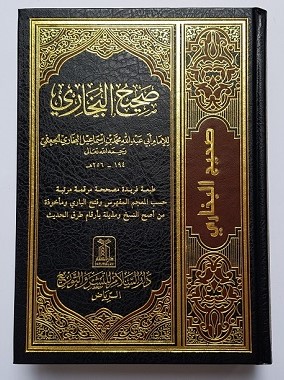 صحيح البخاري
للإمام أبي عبد الله محمد بن إسماعيل البخاري الجعفي
رحمه الله تعالى
١٩٤ - ٢٥٦هـ
طبعة فريدة مصححة مرقمة مرتبة
حسب المعجم المفهرس وفتح الباري ومأخوذة
من أصح النسخ ومذيلة بأرقام طرق الحديث
دار السلام للنشر والتوزيع
الرياض
صحيح البخاري